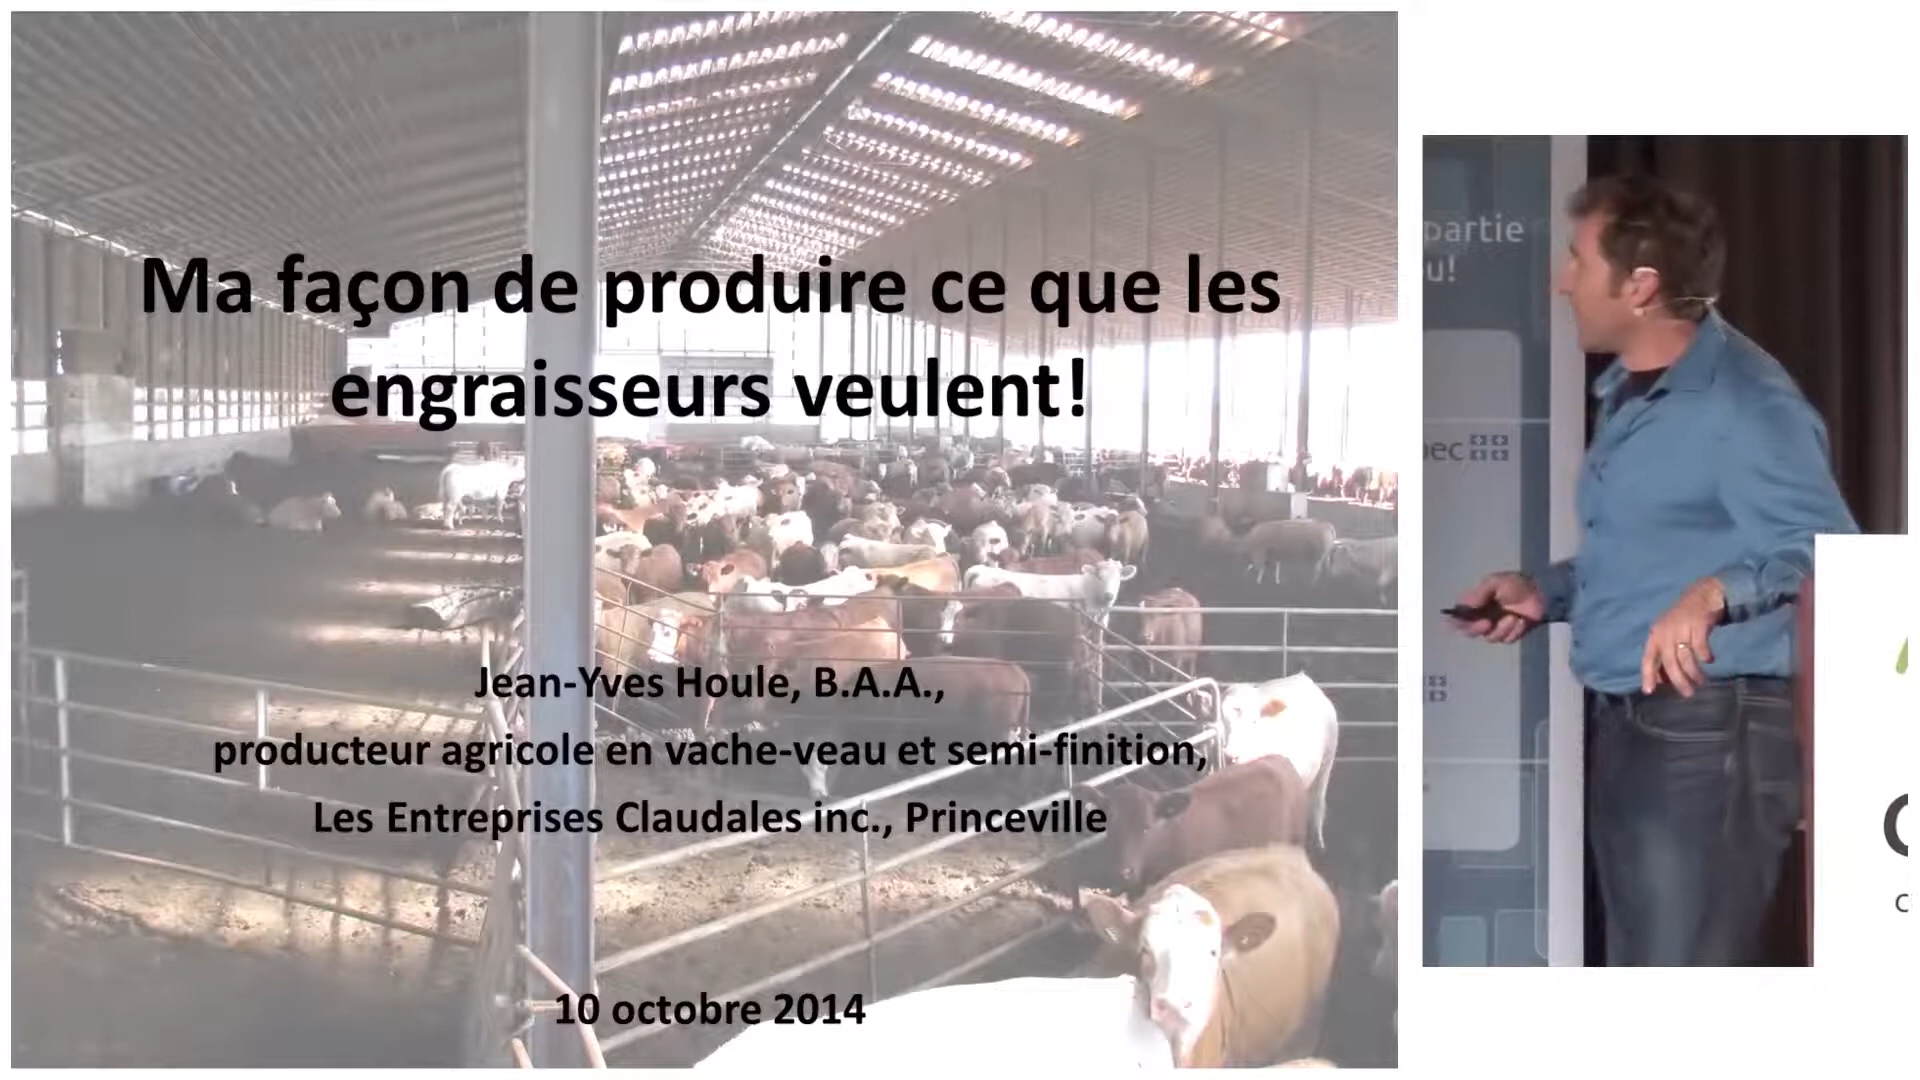 Ma façon de produire ce que les
engraisseurs veulent!
Jean-Yves Houle, B.A.A.,
producteur agricole en vache-veau et semi-finition,
Les Entreprises Claudales inc., Princeville
10 octobre 2014
partie